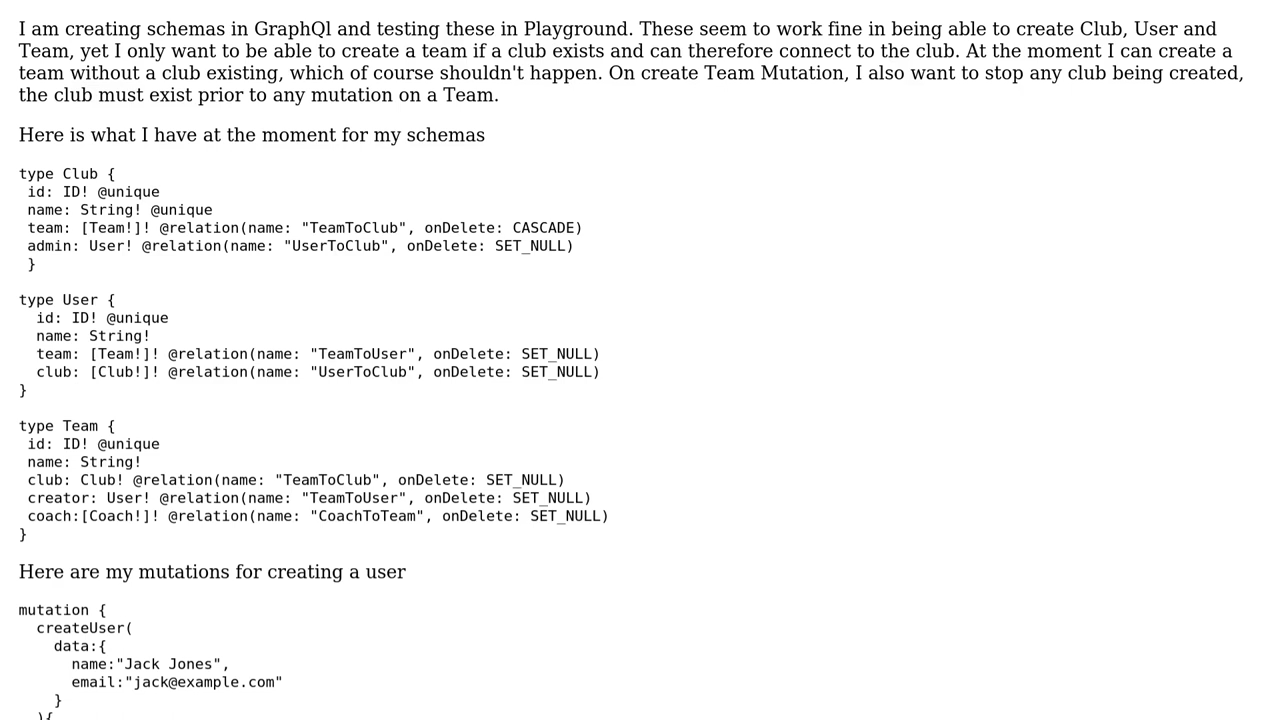 I am creating schemas in GraphQl and testing these in Playground. These seem to work fine in being able to create Club, User and
Team, yet I only want to be able to create a team if a club exists and can therefore connect to the club. At the moment I can create a
team without a club existing, which of course shouldn't happen. On create Team Mutation, I also want to stop any club being created,
the club must exist prior to any mutation on a Team.
Here is what I have at the moment for my schemas
type Club {
 id: ID! @unique
 name: String! @unique
 team: [Team!]! @relation(name: "TeamToClub", onDelete: CASCADE)
 admin: User! @relation(name: "UserToClub", onDelete: SET_NULL)
 }
type User {
  id: ID! @unique
  name: String!
  team: [Team!]! @relation(name: "TeamToUser", onDelete: SET_NULL)
  club: [Club!]! @relation(name: "UserToClub", onDelete: SET_NULL)
}
type Team {
 id: ID! @unique
 name: String!
 club: Club! @relation(name: "TeamToClub", onDelete: SET_NULL)
 creator: User! @relation(name: "TeamToUser", onDelete: SET_NULL)
 coach:[Coach!]! @relation(name: "CoachToTeam", onDelete: SET_NULL)
}
Here are my mutations for creating a user
mutation {
  createUser(
    data:{
      name:"Jack Jones",
      email:"jack@example.com"
    }
  ){